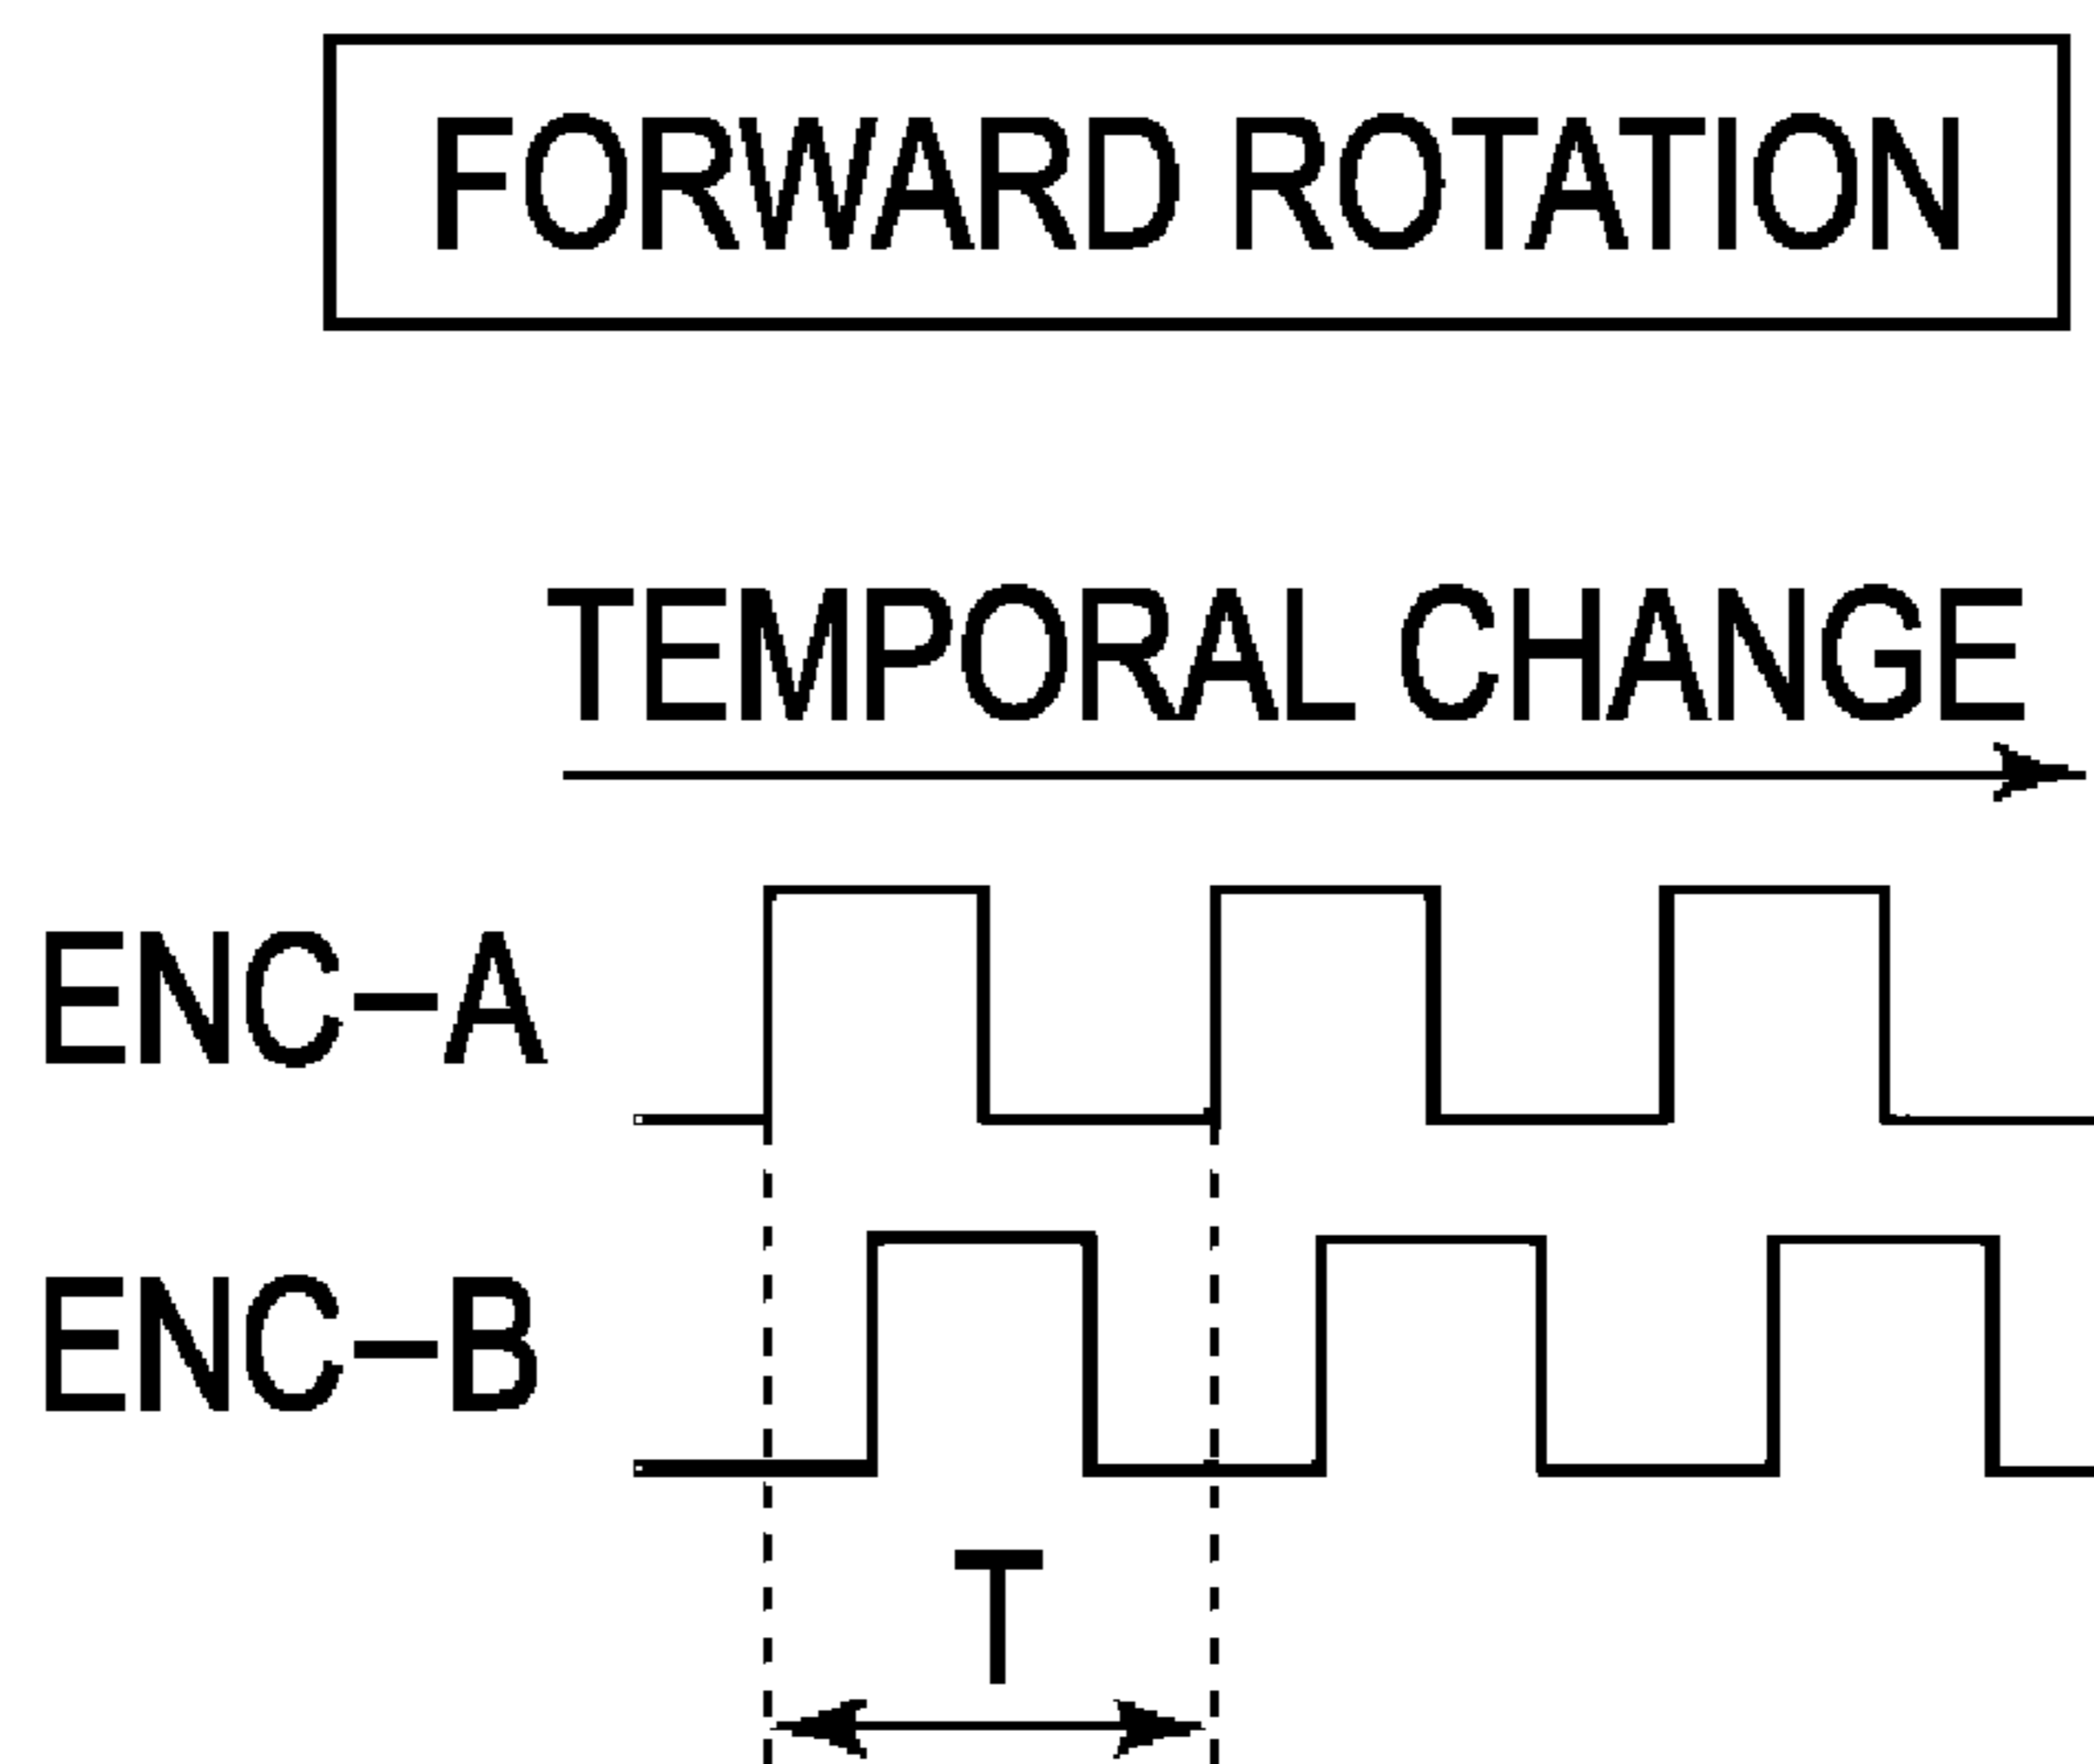 FORWARD ROTATION
TEMPORAL CHANGE
ENC-A
ENC-B
T